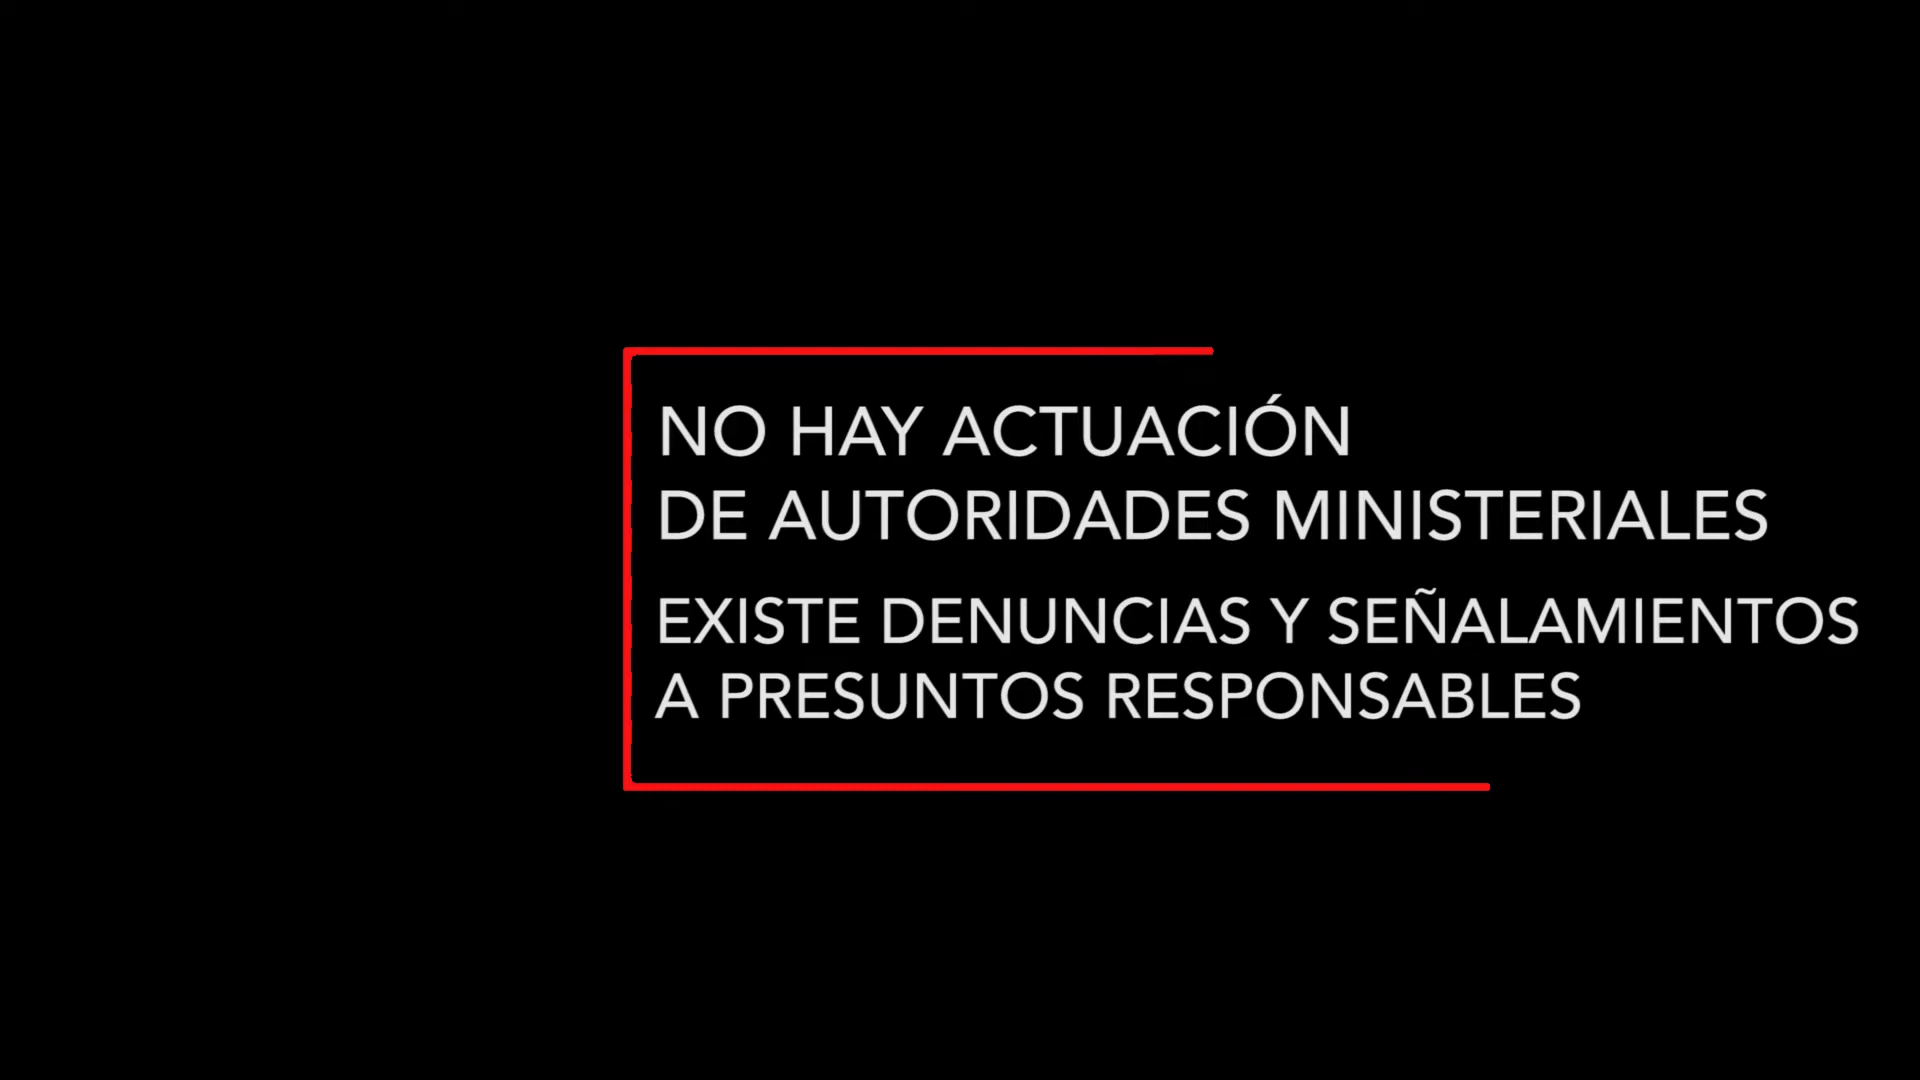 NO HAY ACTUACIÓN
DE AUTORIDADES MINISTERIALES
EXISTE DENUNCIAS Y SEÑALAMIENTOS
A PRESUNTOS RESPONSABLES